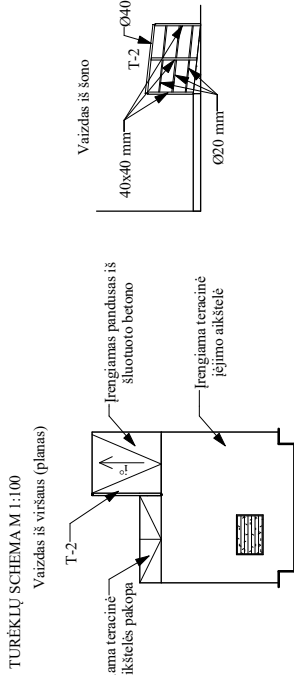 TURĖKLŲ SCHEMA M 1:100
Vaizdas iš viršaus (planas)
T-2
Įrengiamas pandusas iš
šluotuoto betono
ama teracinė
ikštelės pakopa
Įrengiama teracinė
įėjimo aikštelė
Vaizdas iš šono
40x40 mm
T-2
Ø40
Ø20 mm